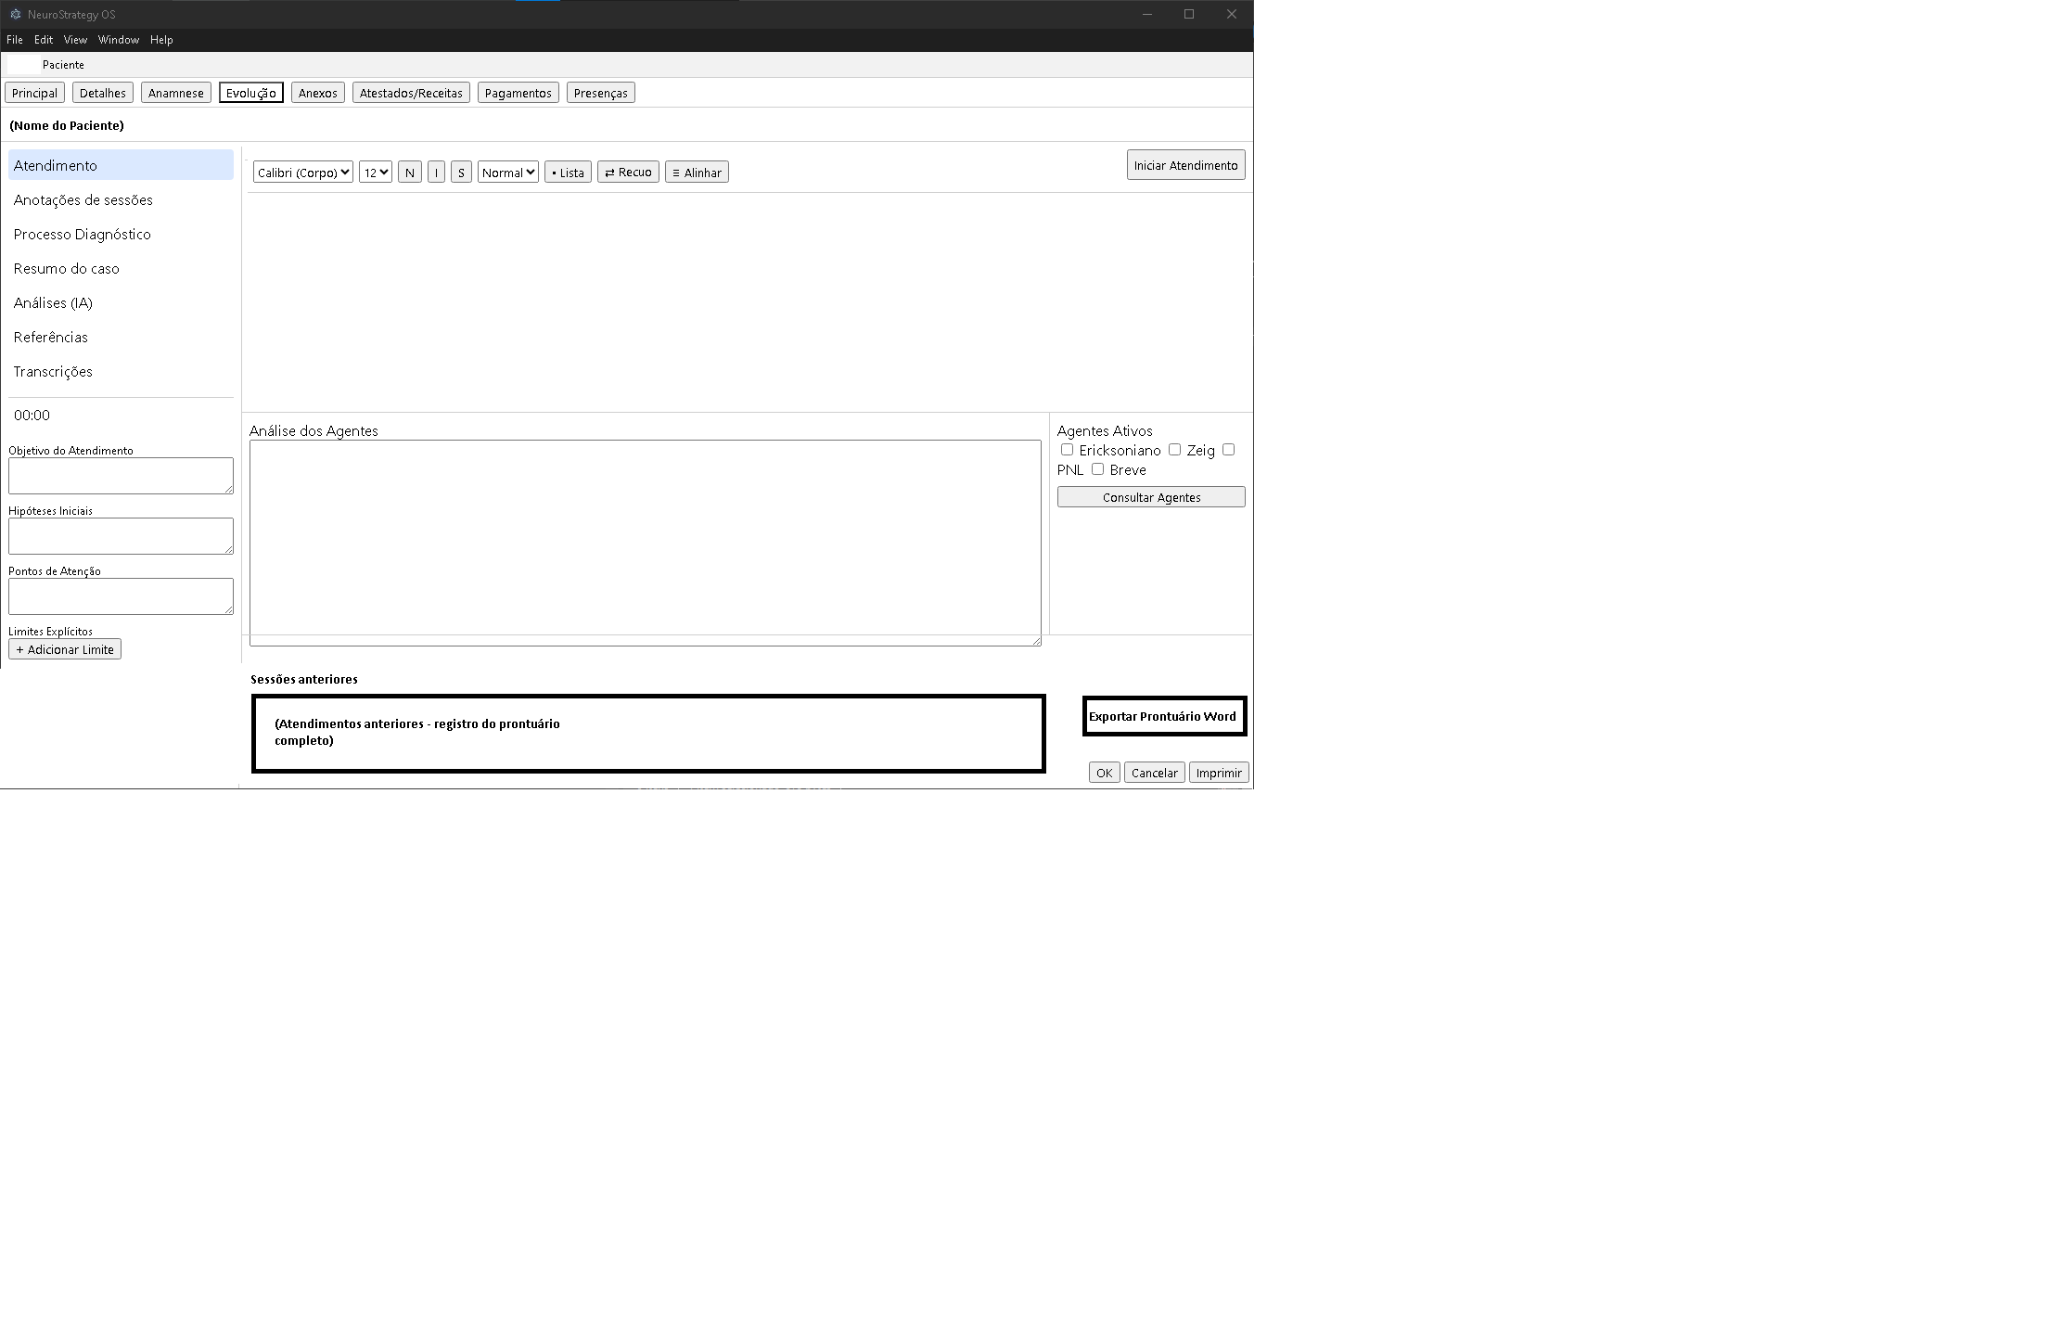 NeuroStrategy OS
File Edit View Window Help
Paciente
Principal Detalhes Anamnese Evolução Anexos Atestados/Receitas Pagamentos Presenças
(Nome do Paciente)
Atendimento
Anotações de sessões
Processo Diagnóstico
Resumo do caso
Análises (IA)
Referências
Transcrições
00:00
Objetivo do Atendimento
Hipóteses Iniciais
Pontos de Atenção
Limites Explícitos
+ Adicionar Limite
Calibri (Corpo) 12 N I S Normal • Lista ⇄ Recuo ≡ Alinhar
Iniciar Atendimento
Análise dos Agentes
Agentes Ativos
Ericksoniano Zeig
PNL Breve
Consultar Agentes
Sessões anteriores
(Atendimentos anteriores - registro do prontuário
completo)
Exportar Prontuário Word
OK Cancelar Imprimir